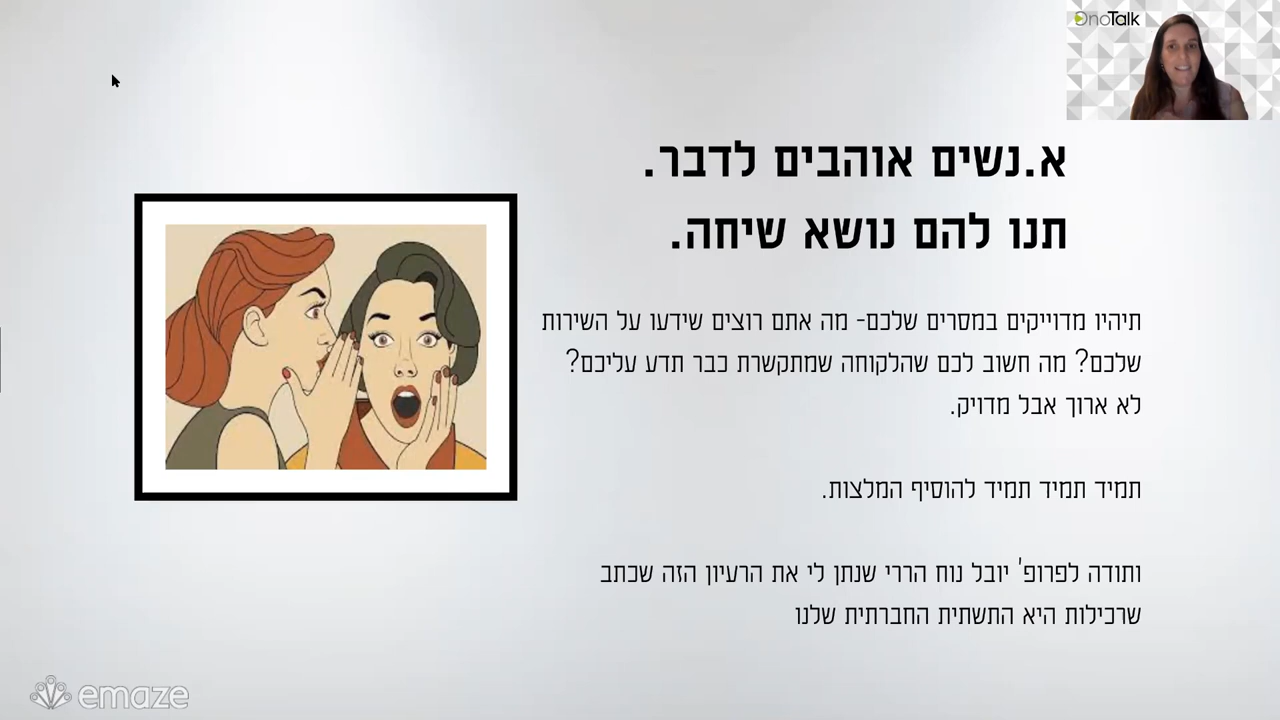 OnoTalk
א.נשים אוהבים לדבר.
תנו להם נושא שיחה.
תיהיו מדוייקים במסרים שלכם- מה אתם רוצים שידעו על השירות
שלכם? מה חשוב לכם שהלקוחה שמתקשרת כבר תדע עליכם?
לא ארוך אבל מדויק.
תמיד תמיד תמיד להוסיף המלצות.
ותודה לפרופ' יובל נוח הררי שנתן לי את הרעיון הזה שכתב
שרכילות היא התשתית החברתית שלנו
emaze